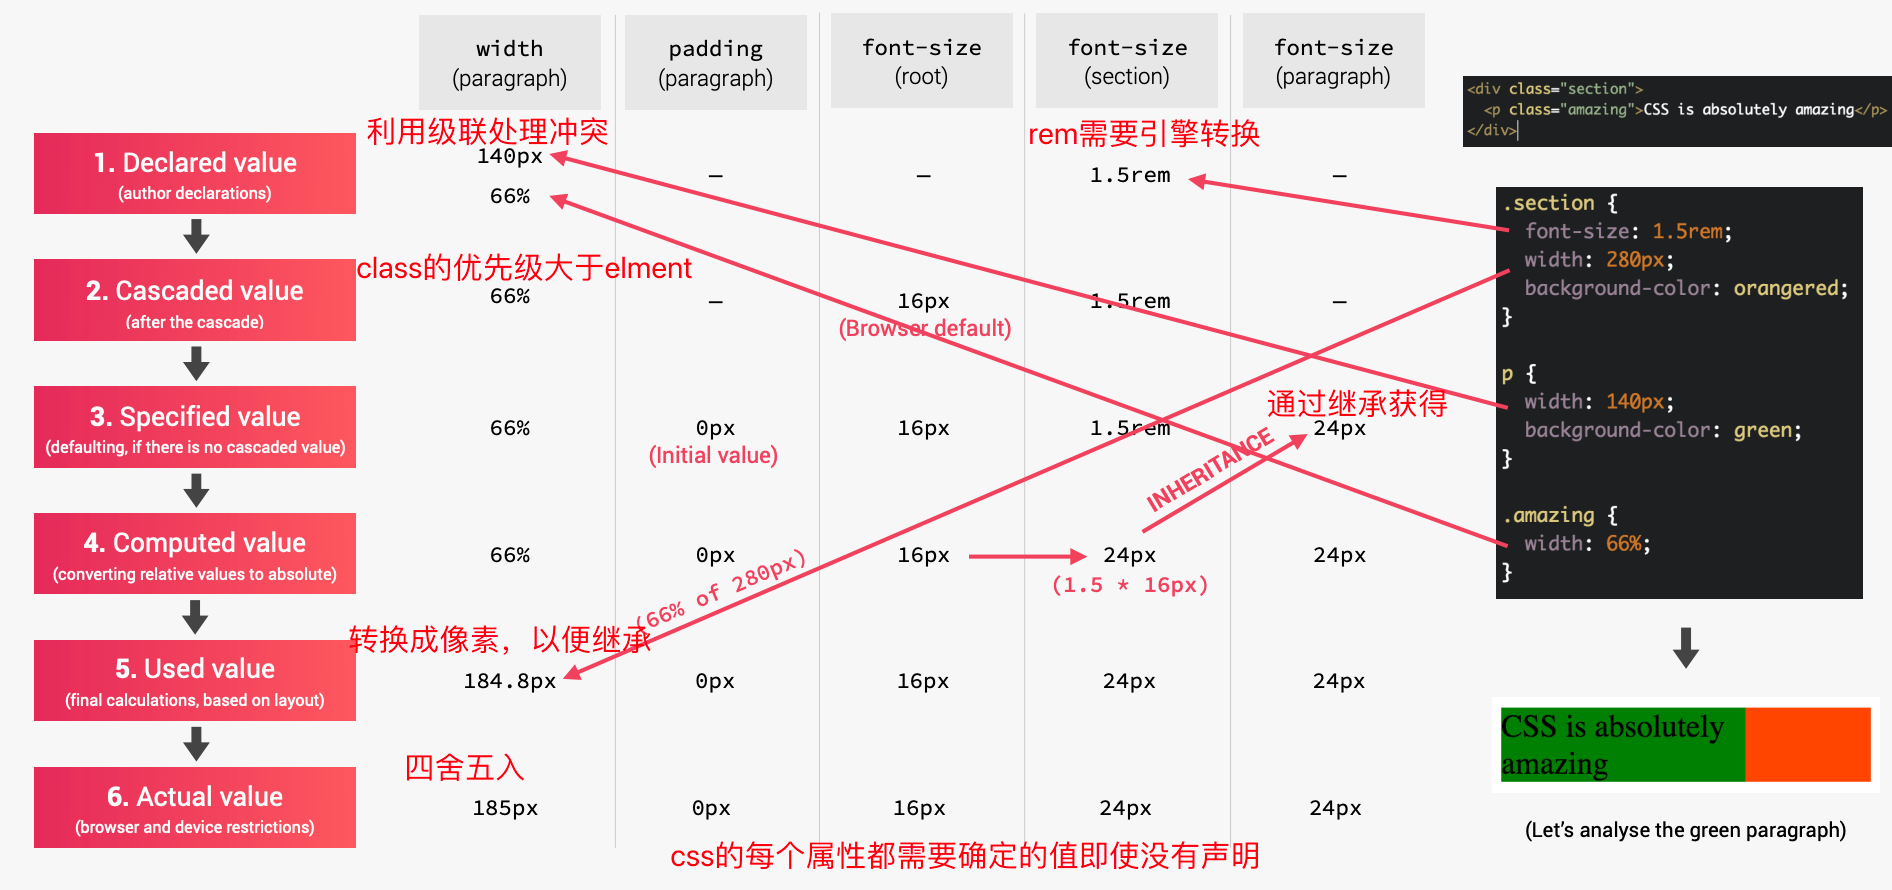 width
(paragraph)
padding
(paragraph)
font-size
(root)
font-size
(section)
font-size
(paragraph)
<div class="section">
<p class="amazing">CSS is absolutely amazing</p>
</div>
利用级联处理冲突
rem需要引擎转换
1. Declared value
(author declarations)
140px
66%
–
–
1.5rem
–
class的优先级大于elment
2. Cascaded value
(after the cascade)
66%
–
16px
(Browser default)
1.5rem
–
通过继承获得
3. Specified value
(defaulting, if there is no cascaded value)
66%
0px
(Initial value)
16px
1.5rem
24px
INHERITANCE
4. Computed value
(converting relative values to absolute)
66%
0px
16px
24px
(1.5 * 16px)
24px
(66% of 280px)
转换成像素，以便继承
5. Used value
(final calculations, based on layout)
184.8px
0px
16px
24px
24px
四舍五入
6. Actual value
(browser and device restrictions)
185px
0px
16px
24px
24px
css的每个属性都需要确定的值即使没有声明
.section {
font-size: 1.5rem;
width: 280px;
background-color: orangered;
}
p {
width: 140px;
background-color: green;
}
.amazing {
width: 66%;
}
CSS is absolutely
amazing
(Let's analyse the green paragraph)